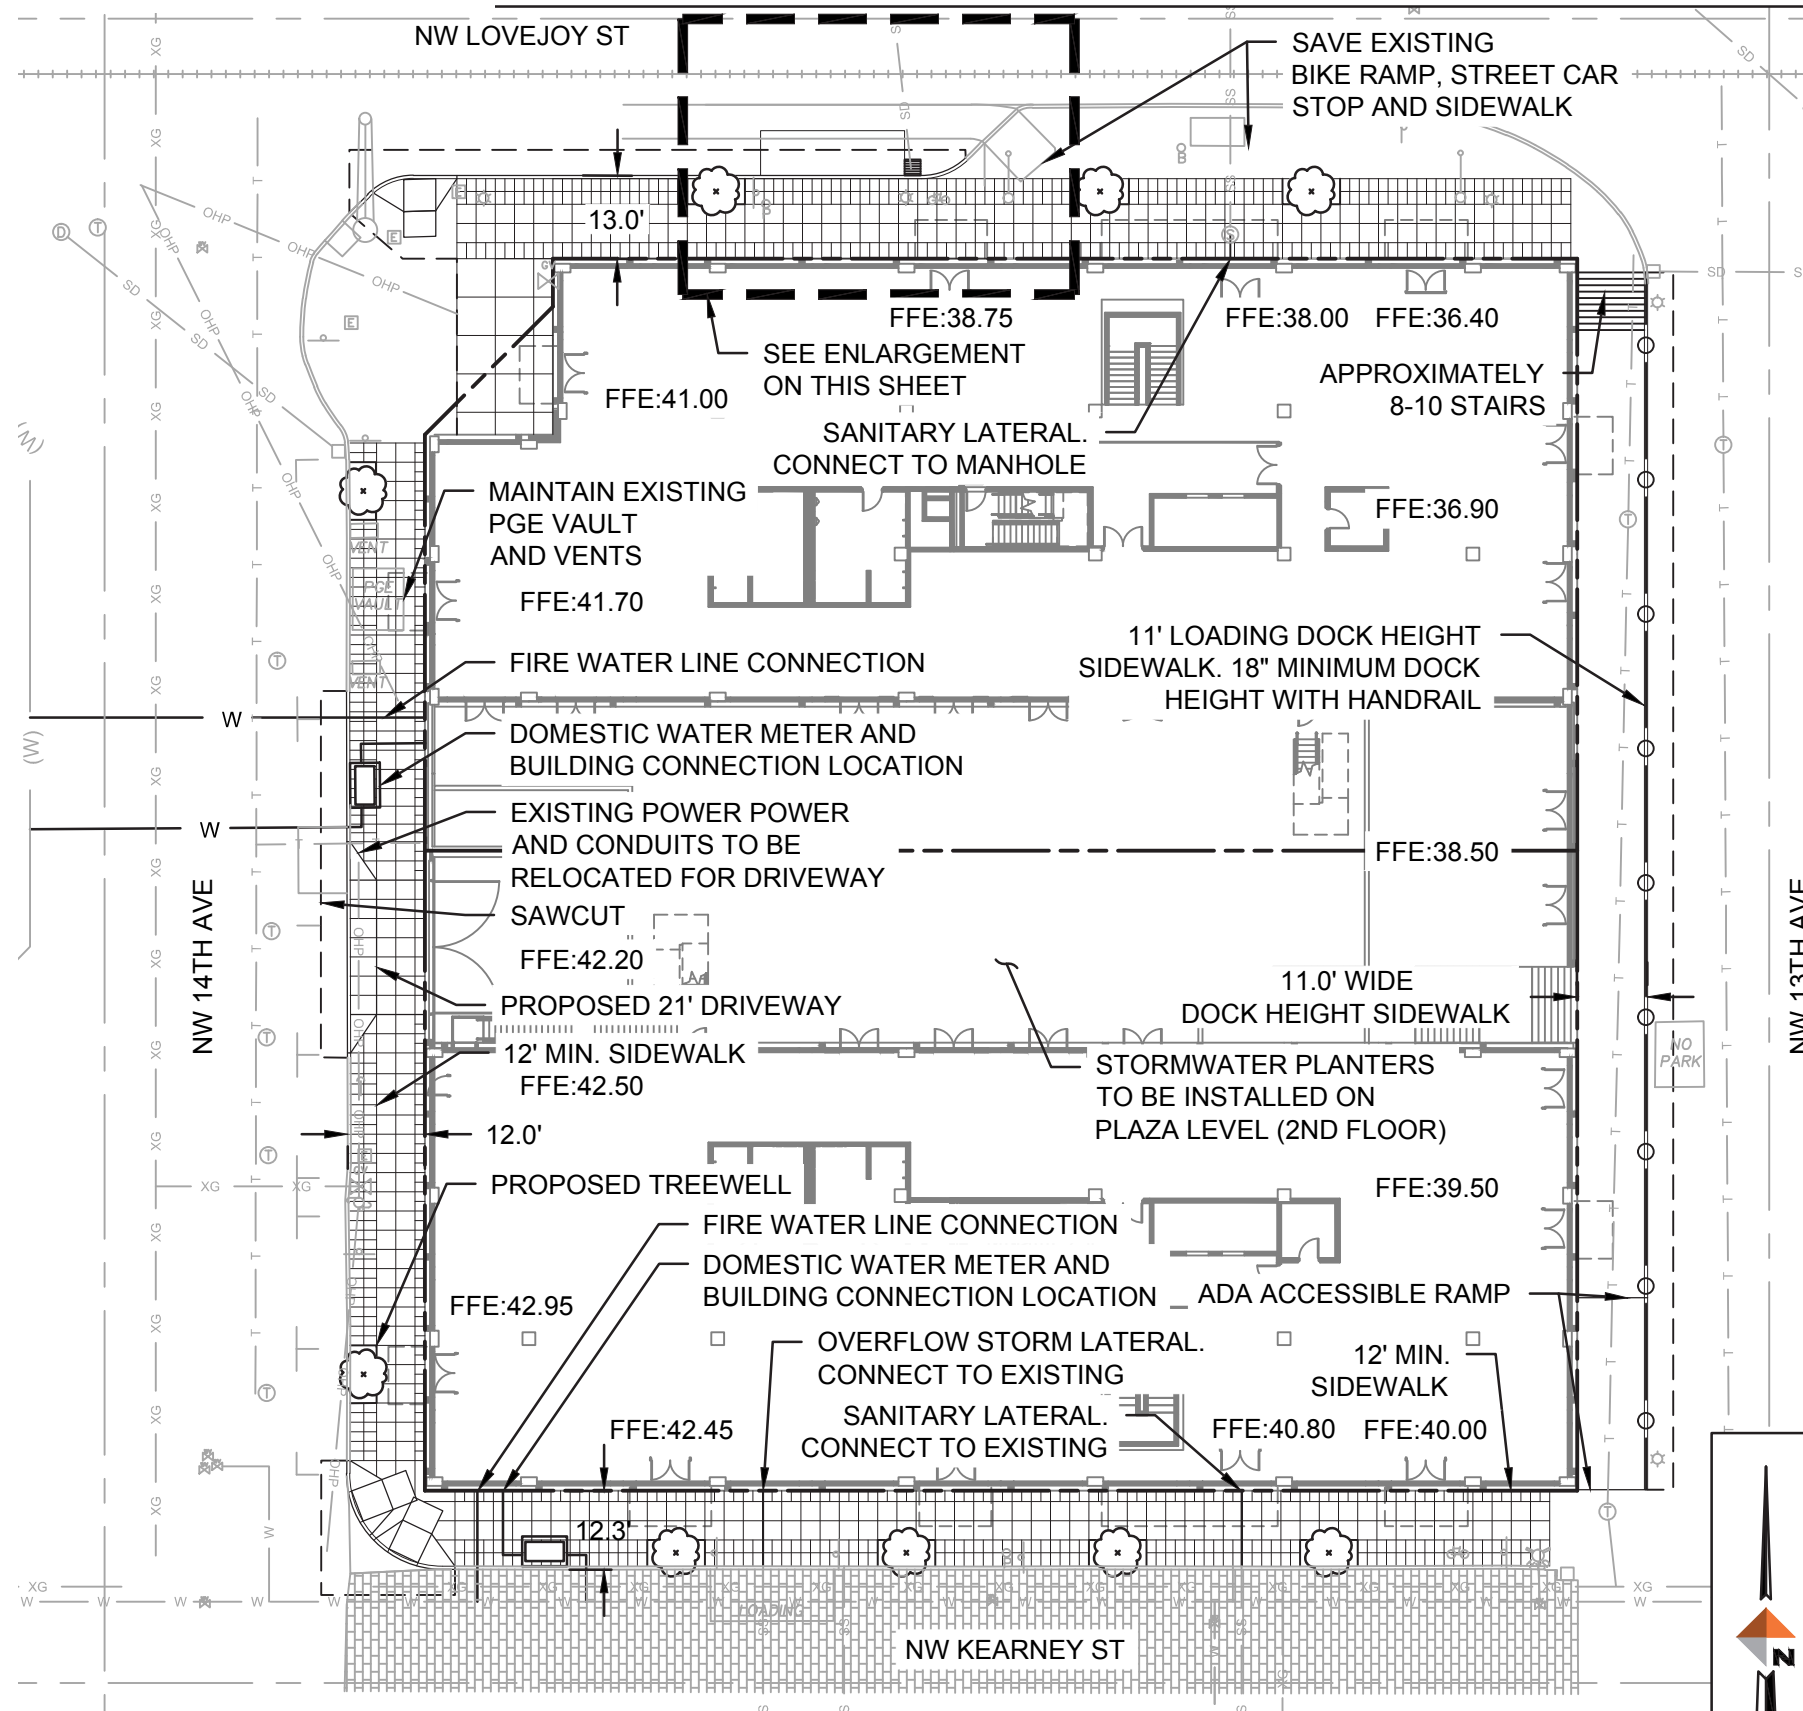 NW LOVEJOY ST
SAVE EXISTING
BIKE RAMP, STREET CAR
STOP AND SIDEWALK
13.0'
FFE:38.75
FFE:38.00
FFE:36.40
SEE ENLARGEMENT
ON THIS SHEET
APPROXIMATELY
8-10 STAIRS
FFE:41.00
SANITARY LATERAL.
CONNECT TO MANHOLE
MAINTAIN EXISTING
PGE VAULT
AND VENTS
FFE:36.90
VENT
PGE
VAULT
FFE:41.70
11' LOADING DOCK HEIGHT
SIDEWALK. 18" MINIMUM DOCK
HEIGHT WITH HANDRAIL
FIRE WATER LINE CONNECTION
VENT
W
DOMESTIC WATER METER AND
BUILDING CONNECTION LOCATION
(W)
(W)
EXISTING POWER POWER
AND CONDUITS TO BE
RELOCATED FOR DRIVEWAY
W
FFE:38.50
SAWCUT
NW 14TH AVE
NW 13TH AVE
FFE:42.20
PROPOSED 21' DRIVEWAY
11.0' WIDE
DOCK HEIGHT SIDEWALK
12' MIN. SIDEWALK
FFE:42.50
NO
PARK
STORMWATER PLANTERS
TO BE INSTALLED ON
PLAZA LEVEL (2ND FLOOR)
12.0'
PROPOSED TREEWELL
FFE:39.50
FIRE WATER LINE CONNECTION
DOMESTIC WATER METER AND
BUILDING CONNECTION LOCATION
ADA ACCESSIBLE RAMP
FFE:42.95
OVERFLOW STORM LATERAL.
CONNECT TO EXISTING
12' MIN.
SIDEWALK
SANITARY LATERAL.
CONNECT TO EXISTING
FFE:42.45
FFE:40.80
FFE:40.00
12.3'
LOADING
NW KEARNEY ST
N